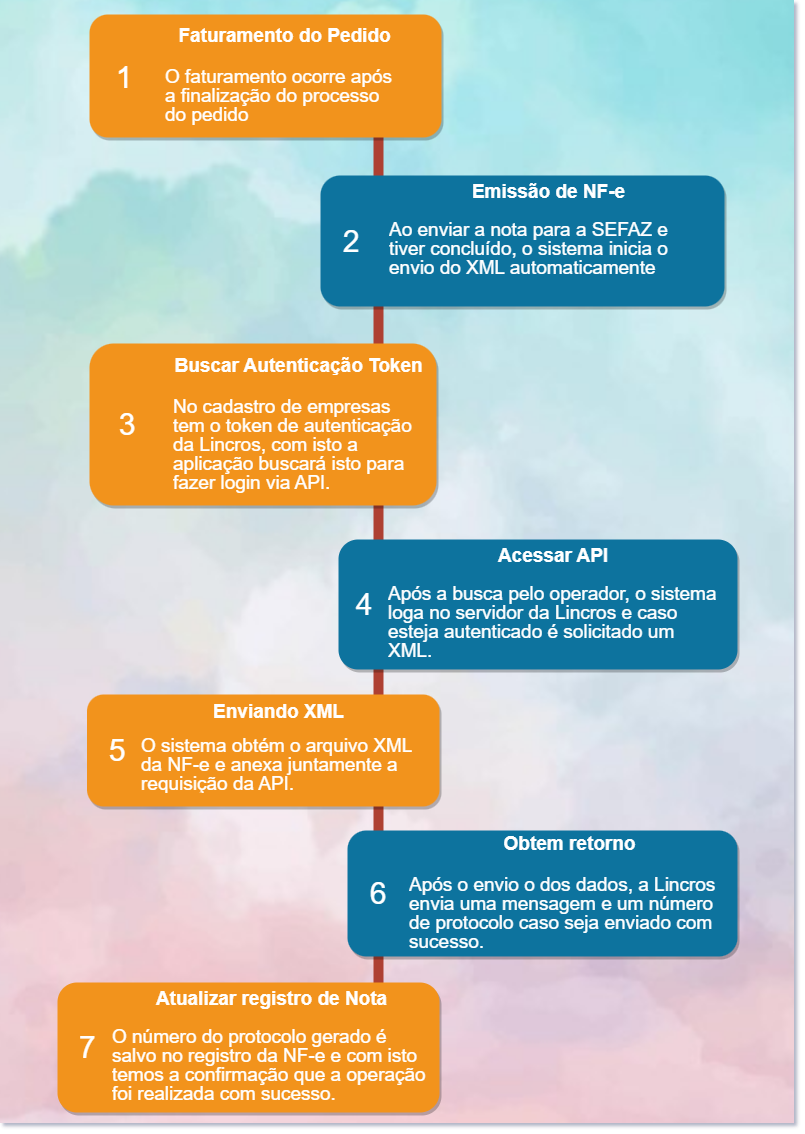 Faturamento do Pedido
1
O faturamento ocorre após
a finalização do processo
do pedido
Emissão de NF-e
2
Ao enviar a nota para a SEFAZ e
tiver concluído, o sistema inicia o
envio do XML automaticamente
Buscar Autenticação Token
3
No cadastro de empresas
tem o token de autenticação
da Lincros, com isto a
aplicação buscará isto para
fazer login via API.
Acessar API
4
Após a busca pelo operador, o sistema
loga no servidor da Lincros e caso
esteja autenticado é solicitado um
XML.
Enviando XML
5
O sistema obtém o arquivo XML
da NF-e e anexa juntamente a
requisição da API.
Obtem retorno
6
Após o envio o dos dados, a Lincros
envia uma mensagem e um número
de protocolo caso seja enviado com
sucesso.
Atualizar registro de Nota
7
O número do protocolo gerado é
salvo no registro da NF-e e com isto
temos a confirmação que a operação
foi realizada com sucesso.